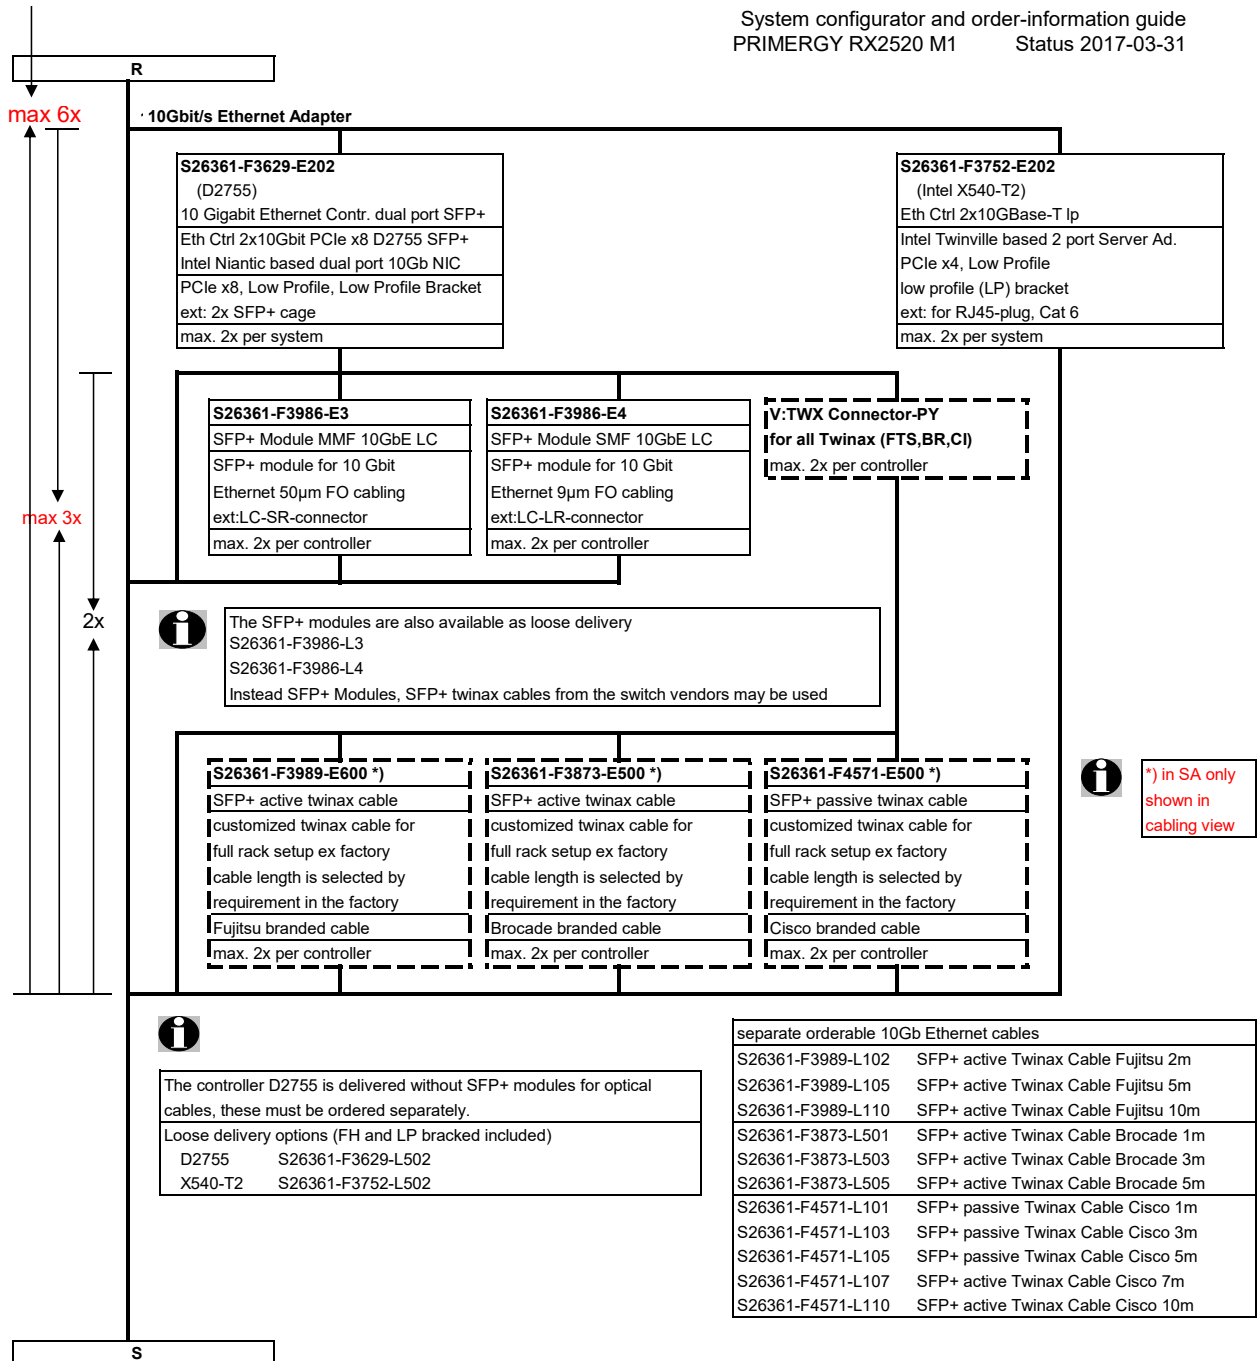 System configurator and order-information guide
PRIMERGY RX2520 M1 Status 2017-03-31
R
max 6x
10Gbit/s Ethernet Adapter
S26361-F3629-E202
(D2755)
10 Gigabit Ethernet Contr. dual port SFP+
Eth Ctrl 2x10Gbit PCIe x8 D2755 SFP+
Intel Niantic based dual port 10Gb NIC
PCIe x8, Low Profile, Low Profile Bracket
ext: 2x SFP+ cage
max. 2x per system
S26361-F3752-E202
(Intel X540-T2)
Eth Ctrl 2x10GBase-T lp
Intel Twinville based 2 port Server Ad.
PCIe x4, Low Profile
low profile (LP) bracket
ext: for RJ45-plug, Cat 6
max. 2x per system
S26361-F3986-E3
SFP+ Module MMF 10GbE LC
SFP+ module for 10 Gbit
Ethernet 50µm FO cabling
ext:LC-SR-connector
max. 2x per controller
S26361-F3986-E4
SFP+ Module SMF 10GbE LC
SFP+ module for 10 Gbit
Ethernet 9µm FO cabling
ext:LC-LR-connector
max. 2x per controller
V:TWX Connector-PY
for all Twinax (FTS,BR,CI)
max. 2x per controller
max 3x
2x
The SFP+ modules are also available as loose delivery
S26361-F3986-L3
S26361-F3986-L4
Instead SFP+ Modules, SFP+ twinax cables from the switch vendors may be used
S26361-F3989-E600 *)
SFP+ active twinax cable
customized twinax cable for
full rack setup ex factory
cable length is selected by
requirement in the factory
Fujitsu branded cable
max. 2x per controller
S26361-F3873-E500 *)
SFP+ active twinax cable
customized twinax cable for
full rack setup ex factory
cable length is selected by
requirement in the factory
Brocade branded cable
max. 2x per controller
S26361-F4571-E500 *)
SFP+ passive twinax cable
customized twinax cable for
full rack setup ex factory
cable length is selected by
requirement in the factory
Cisco branded cable
max. 2x per controller
*) in SA only
shown in
cabling view
The controller D2755 is delivered without SFP+ modules for optical
cables, these must be ordered separately.
Loose delivery options (FH and LP bracked included)
D2755 S26361-F3629-L502
X540-T2 S26361-F3752-L502
separate orderable 10Gb Ethernet cables
S26361-F3989-L102 SFP+ active Twinax Cable Fujitsu 2m
S26361-F3989-L105 SFP+ active Twinax Cable Fujitsu 5m
S26361-F3989-L110 SFP+ active Twinax Cable Fujitsu 10m
S26361-F3873-L501 SFP+ active Twinax Cable Brocade 1m
S26361-F3873-L503 SFP+ active Twinax Cable Brocade 3m
S26361-F3873-L505 SFP+ active Twinax Cable Brocade 5m
S26361-F4571-L101 SFP+ passive Twinax Cable Cisco 1m
S26361-F4571-L103 SFP+ passive Twinax Cable Cisco 3m
S26361-F4571-L105 SFP+ passive Twinax Cable Cisco 5m
S26361-F4571-L107 SFP+ active Twinax Cable Cisco 7m
S26361-F4571-L110 SFP+ active Twinax Cable Cisco 10m
S